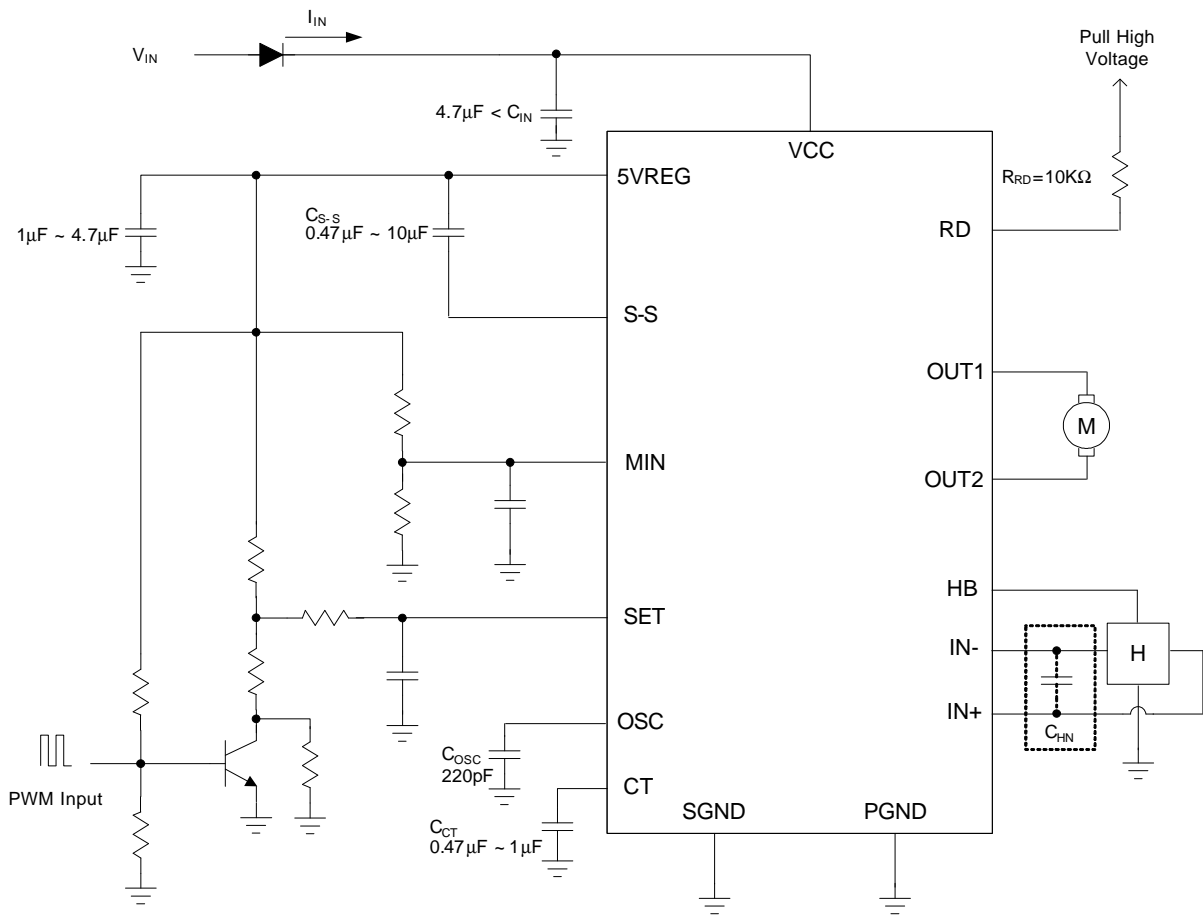 I_IN
V_IN
Pull High
Voltage
4.7μF < C_IN
VCC
5VREG
R_RD=10KΩ
C_S-S
0.47μF ~ 10μF
1μF ~ 4.7μF
RD
S-S
OUT1
M
MIN
OUT2
HB
SET
IN-
H
IN+
OSC
C_HN
C_OSC
220pF
PWM Input
CT
SGND
PGND
C_CT
0.47μF ~ 1μF